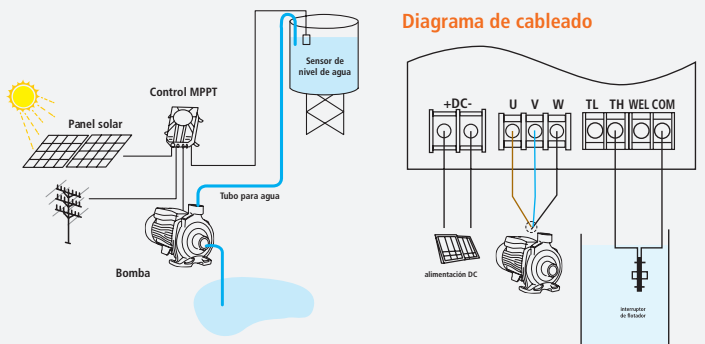 Sensor de
nivel de agua
Control MPPT
Panel solar
Tubo para agua
Bomba
Diagrama de cableado
+DC- U V W TL TH WEL COM
alimentación DC
interruptor
de flotador